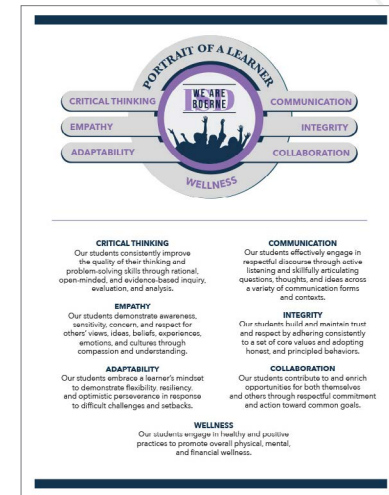 PORTRAIT OF A LEARNER
WE ARE
ISD
BOERNE
CRITICAL THINKING
EMPATHY
ADAPTABILITY
COMMUNICATION
INTEGRITY
COLLABORATION
WELLNESS
CRITICAL THINKING
Our students consistently improve
the quality of their thinking and
problem-solving skills through rational,
open-minded, and evidence-based inquiry,
evaluation, and analysis.
EMPATHY
Our students demonstrate awareness,
sensitivity, concern, and respect for
others' views, ideas, beliefs, experiences,
emotions, and cultures through
compassion and understanding.
ADAPTABILITY
Our students embrace a learner's mindset
to demonstrate flexibility, resiliency,
and optimistic perseverance in response
to difficult challenges and setbacks.
COMMUNICATION
Our students effectively engage in
respectful discourse through active
listening and skillfully articulating
questions, thoughts, and ideas across
a variety of communication forms
and contexts.
INTEGRITY
Our students build and maintain trust
and respect by adhering consistently
to a set of core values and adopting
honest, and principled behaviors.
COLLABORATION
Our students contribute to and enrich
opportunities for both themselves
and others through respectful commitment
and action toward common goals.
WELLNESS
Our students engage in healthy and positive
practices to promote overall physical, mental,
and financial wellness.